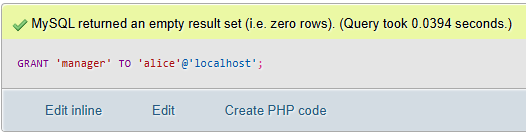 MySQL returned an empty result set (i.e. zero rows). (Query took 0.0394 seconds.)
GRANT 'manager' TO 'alice'@'localhost';
Edit inline Edit Create PHP code